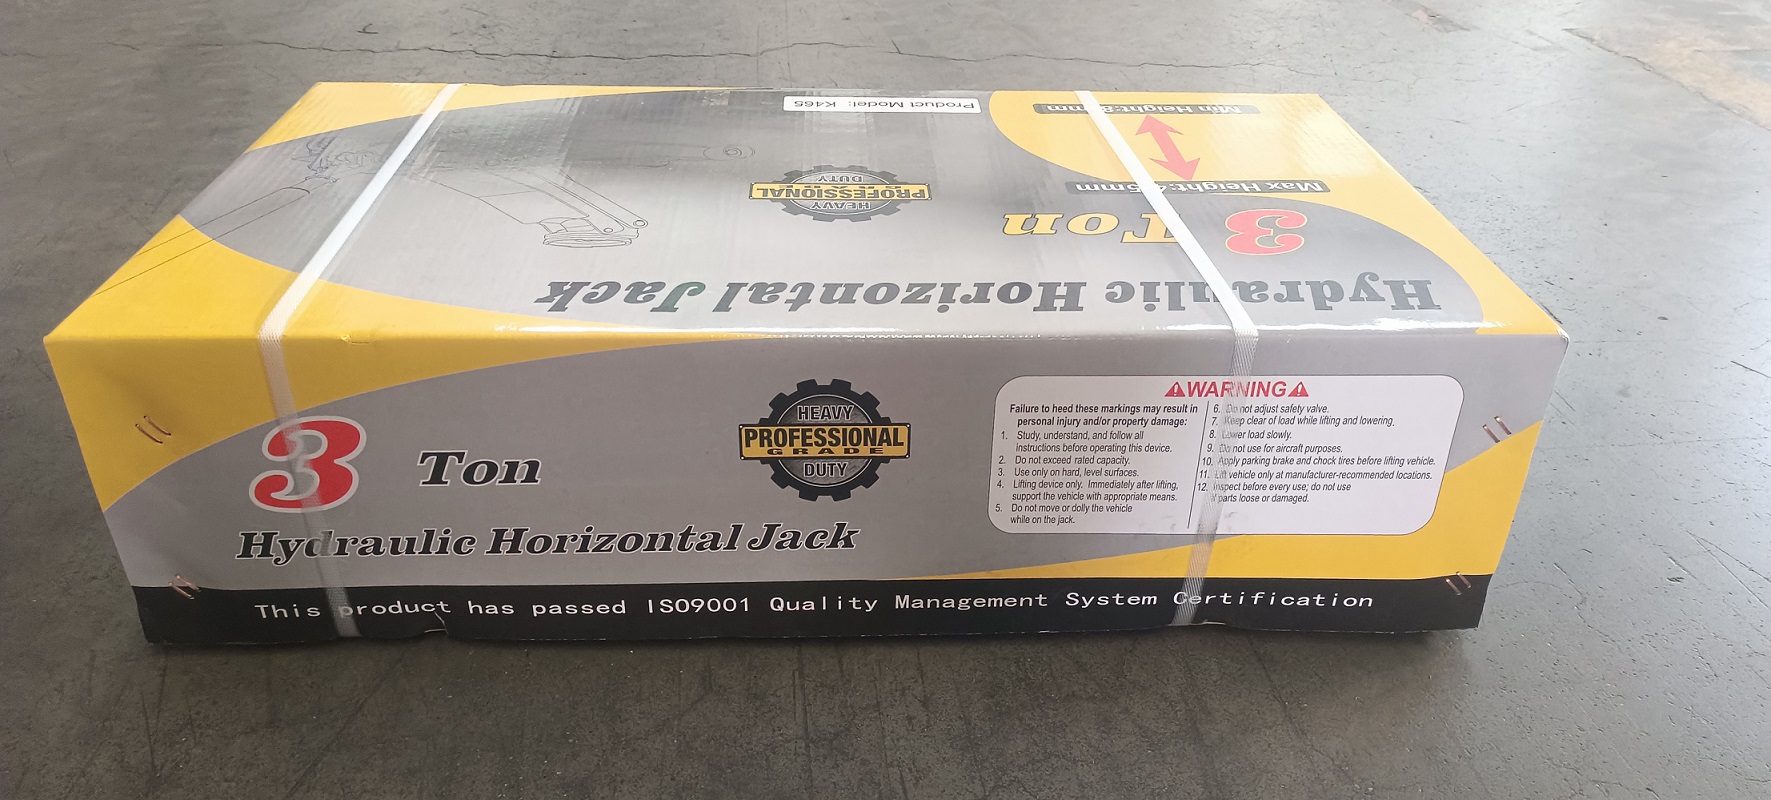 Product Model: K465
Min Height:
mm
Max Height:
5mm
HEAVY
PROFESSIONAL
GRADE
DUTY
3 Ton
Hydraulic Horizontal Jack
3 Ton
Hydraulic Horizontal Jack
HEAVY
PROFESSIONAL
GRADE
DUTY
WARNING
Failure to heed these markings may result in
personal injury and/or property damage:
1. Study, understand, and follow all
instructions before operating this device.
2. Do not exceed rated capacity.
3. Use only on hard, level surfaces.
4. Lifting device only. Immediately after lifting,
support the vehicle with appropriate means.
5. Do not move or dolly the vehicle
while on the jack.
6. Do not adjust safety valve.
7. Keep clear of load while lifting and lowering.
8. Lower load slowly.
9. Do not use for aircraft purposes.
10. Apply parking brake and chock tires before lifting vehicle.
11. Lift vehicle only at manufacturer-recommended locations.
12. Inspect before every use; do not use
if parts loose or damaged.
This product has passed ISO9001 Quality Management System Certification